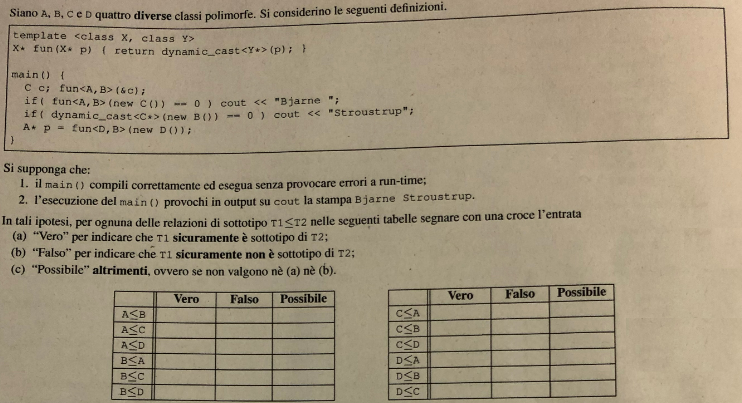 Siano A, B, C e D quattro diverse classi polimorfe. Si considerino le seguenti definizioni.
template <class X, class Y>
X* fun(X* p) { return dynamic_cast<Y*>(p); }
main() {
C c; fun<A,B>(&c);
if( fun<A,B>(new C()) == 0 ) cout << "Bjarne ";
if( dynamic_cast<C*>(new B()) == 0 ) cout << "Stroustrup";
A* p = fun<D,B>(new D());
}
Si supponga che:
1. il main() compili correttamente ed esegua senza provocare errori a run-time;
2. l'esecuzione del main() provochi in output su cout la stampa Bjarne Stroustrup.
In tali ipotesi, per ognuna delle relazioni di sottotipo T1≤T2 nelle seguenti tabelle segnare con una croce l'entrata
(a) "Vero" per indicare che T1 sicuramente è sottotipo di T2;
(b) "Falso" per indicare che T1 sicuramente non è sottotipo di T2;
(c) "Possibile" altrimenti, ovvero se non valgono nè (a) nè (b).
Vero Falso Possibile
A≤B
A≤C
A≤D
B≤A
B≤C
B≤D
Vero Falso Possibile
C≤A
C≤B
C≤D
D≤A
D≤B
D≤C